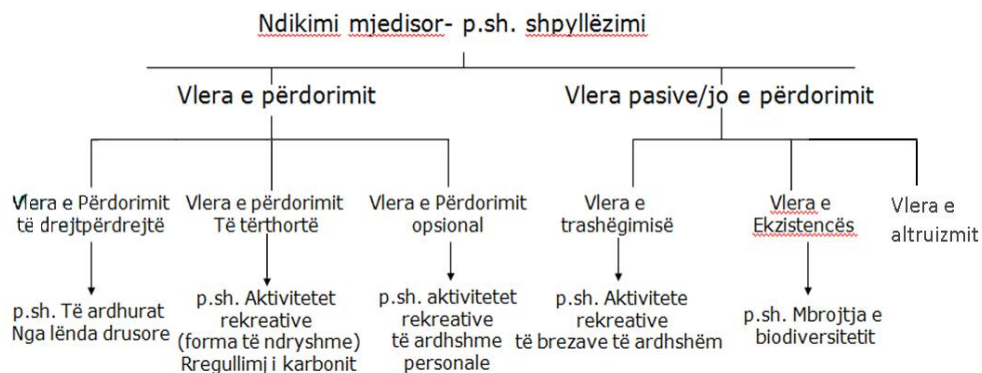 Ndikimi mjedisor- p.sh. shpyllëzimi
Vlera e përdorimit
Vlera pasive/jo e përdorimit
Vlera e Përdorimit
të drejtpërdrejtë
Vlera e përdorimit
Të tërthortë
Vlera e Përdorimit
opsional
Vlera e
trashëgimisë
Vlera e
Ekzistencës
Vlera e
altruizmit
p.sh. Të ardhurat
Nga lënda drusore
p.sh. Aktivitetet
rekreative
(forma të ndryshme)
Rregullimj i karbonit
p.sh. aktivitetet
rekreative
të ardhshme
personale
p.sh. Aktivitete
rekreative
të brezave të ardhshëm
p.sh. Mbrojtja e
biodiversitetit